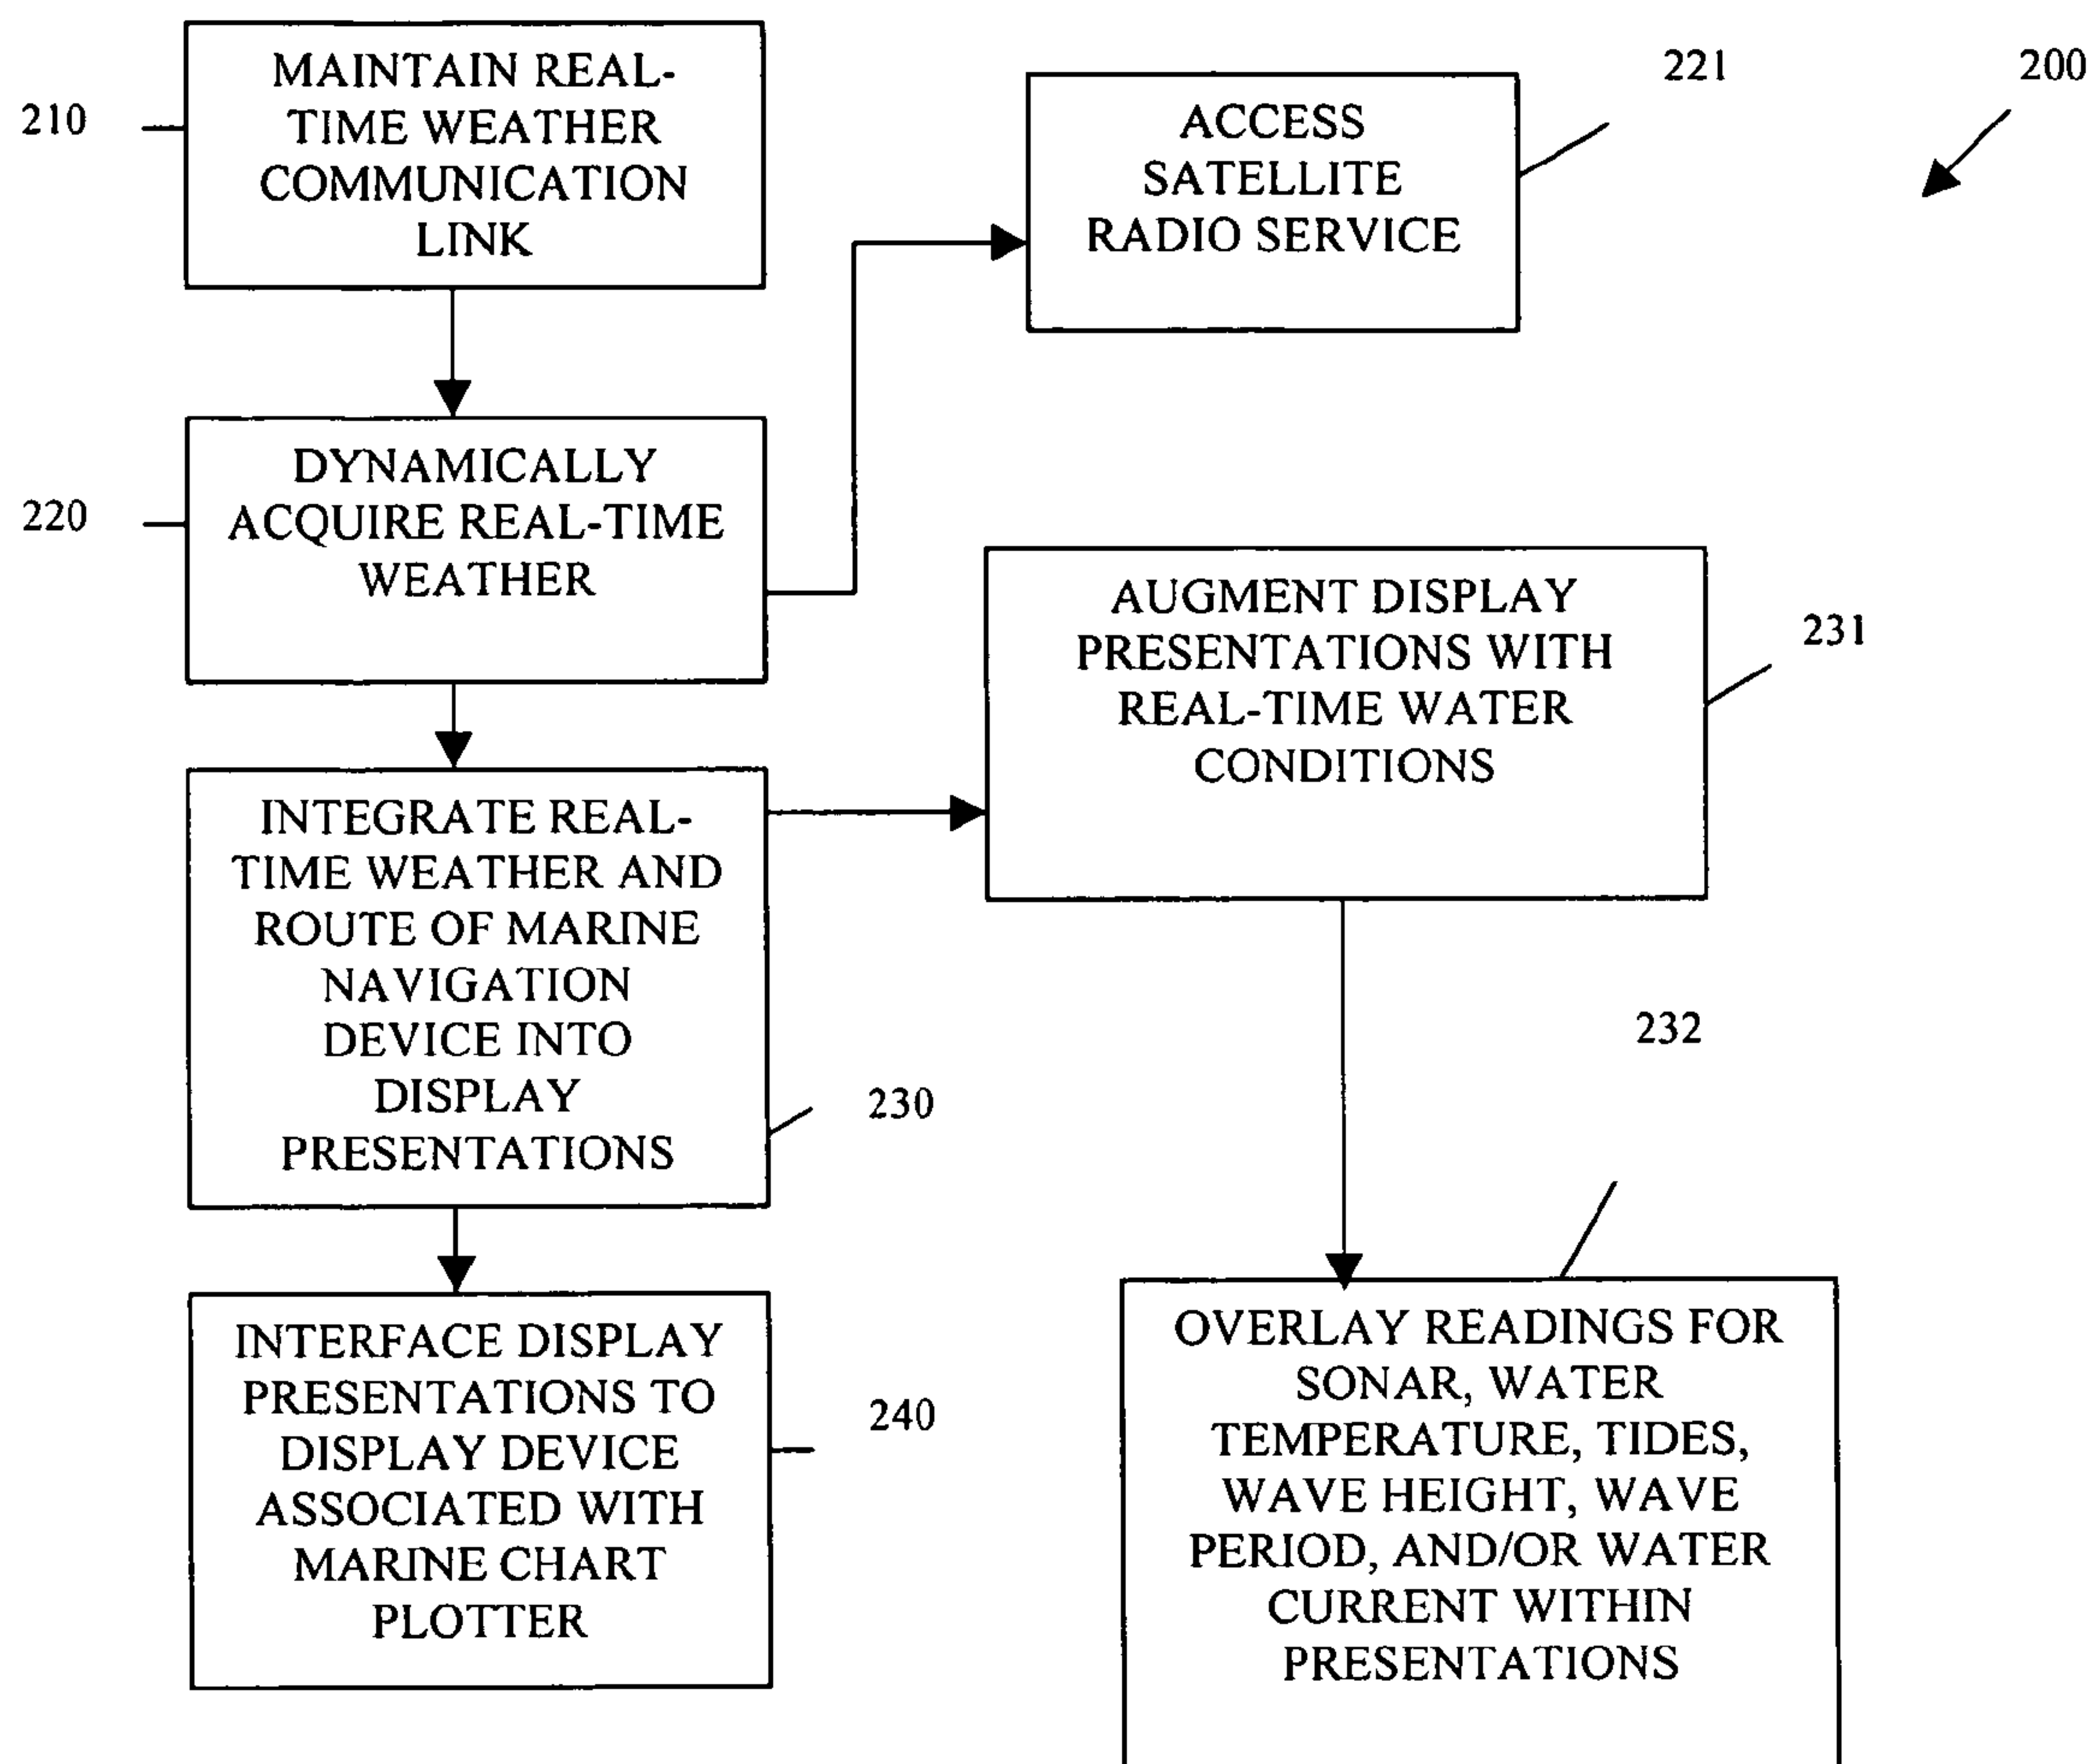 210
MAINTAIN REAL-
TIME WEATHER
COMMUNICATION
LINK
221
200
ACCESS
SATELLITE
RADIO SERVICE
220
DYNAMICALLY
ACQUIRE REAL-TIME
WEATHER
AUGMENT DISPLAY
PRESENTATIONS WITH
REAL-TIME WATER
CONDITIONS
231
INTEGRATE REAL-
TIME WEATHER AND
ROUTE OF MARINE
NAVIGATION
DEVICE INTO
DISPLAY
PRESENTATIONS
230
232
INTERFACE DISPLAY
PRESENTATIONS TO
DISPLAY DEVICE
ASSOCIATED WITH
MARINE CHART
PLOTTER
240
OVERLAY READINGS FOR
SONAR, WATER
TEMPERATURE, TIDES,
WAVE HEIGHT, WAVE
PERIOD, AND/OR WATER
CURRENT WITHIN
PRESENTATIONS